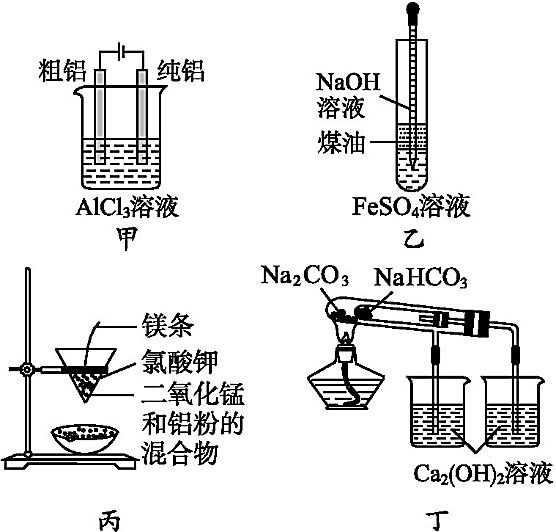 粗铝 纯铝
AlCl3溶液
甲
NaOH
溶液
煤油
FeSO4溶液
乙
镁条
氯酸钾
二氧化锰
和铝粉的
混合物
丙
Na2CO3 NaHCO3
Ca2(OH)2溶液
丁